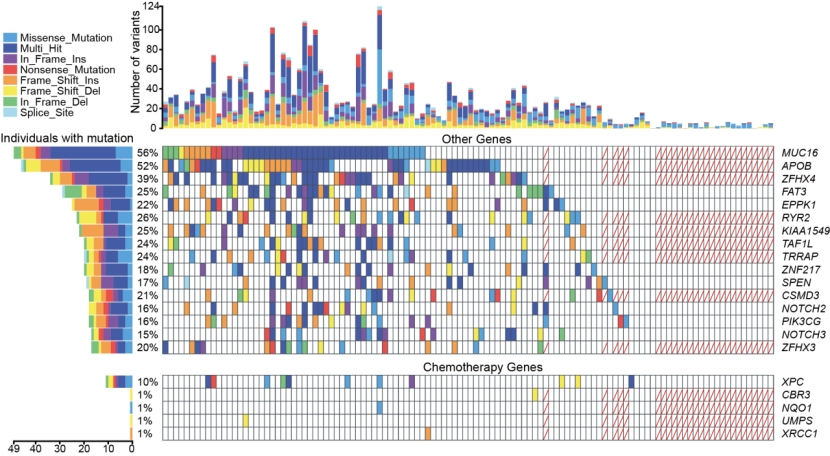 124
100
80
60
40
20
0
Number of variants
Missense_Mutation
Multi_Hit
In_Frame_Ins
Nonsense_Mutation
Frame_Shift_Ins
Frame_Shift_Del
In_Frame_Del
Splice_Site
Individuals with mutation
Other Genes
56% MUC16
52% APOB
39% ZFHX4
25% FAT3
22% EPPK1
26% RYR2
25% KIAA1549
24% TAF1L
24% TRRAP
18% ZNF217
17% SPEN
21% CSMD3
16% NOTCH2
16% PIK3CG
15% NOTCH3
20% ZFHX3
Chemotherapy Genes
10% XPC
1% CBR3
1% NQO1
1% UMPS
1% XRCC1
49 40 30 20 10 0